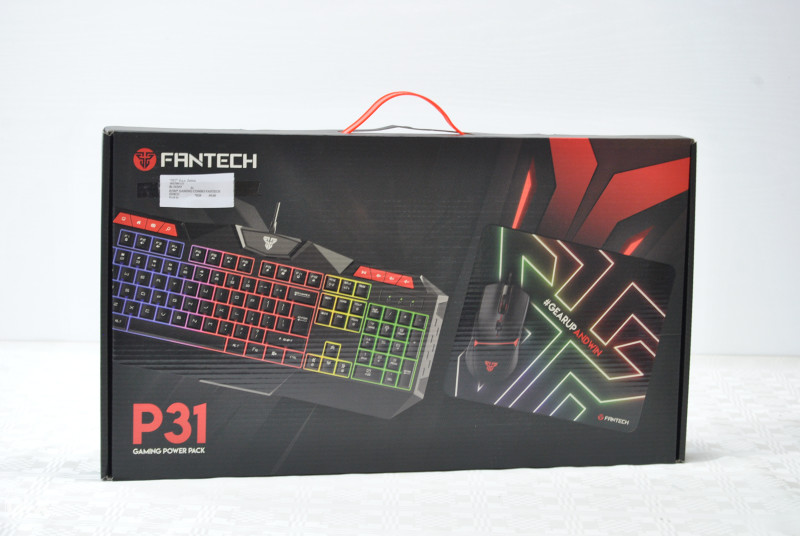 FANTECH
#GEARUPANDWIN
FANTECH
P31
GAMING POWER PACK